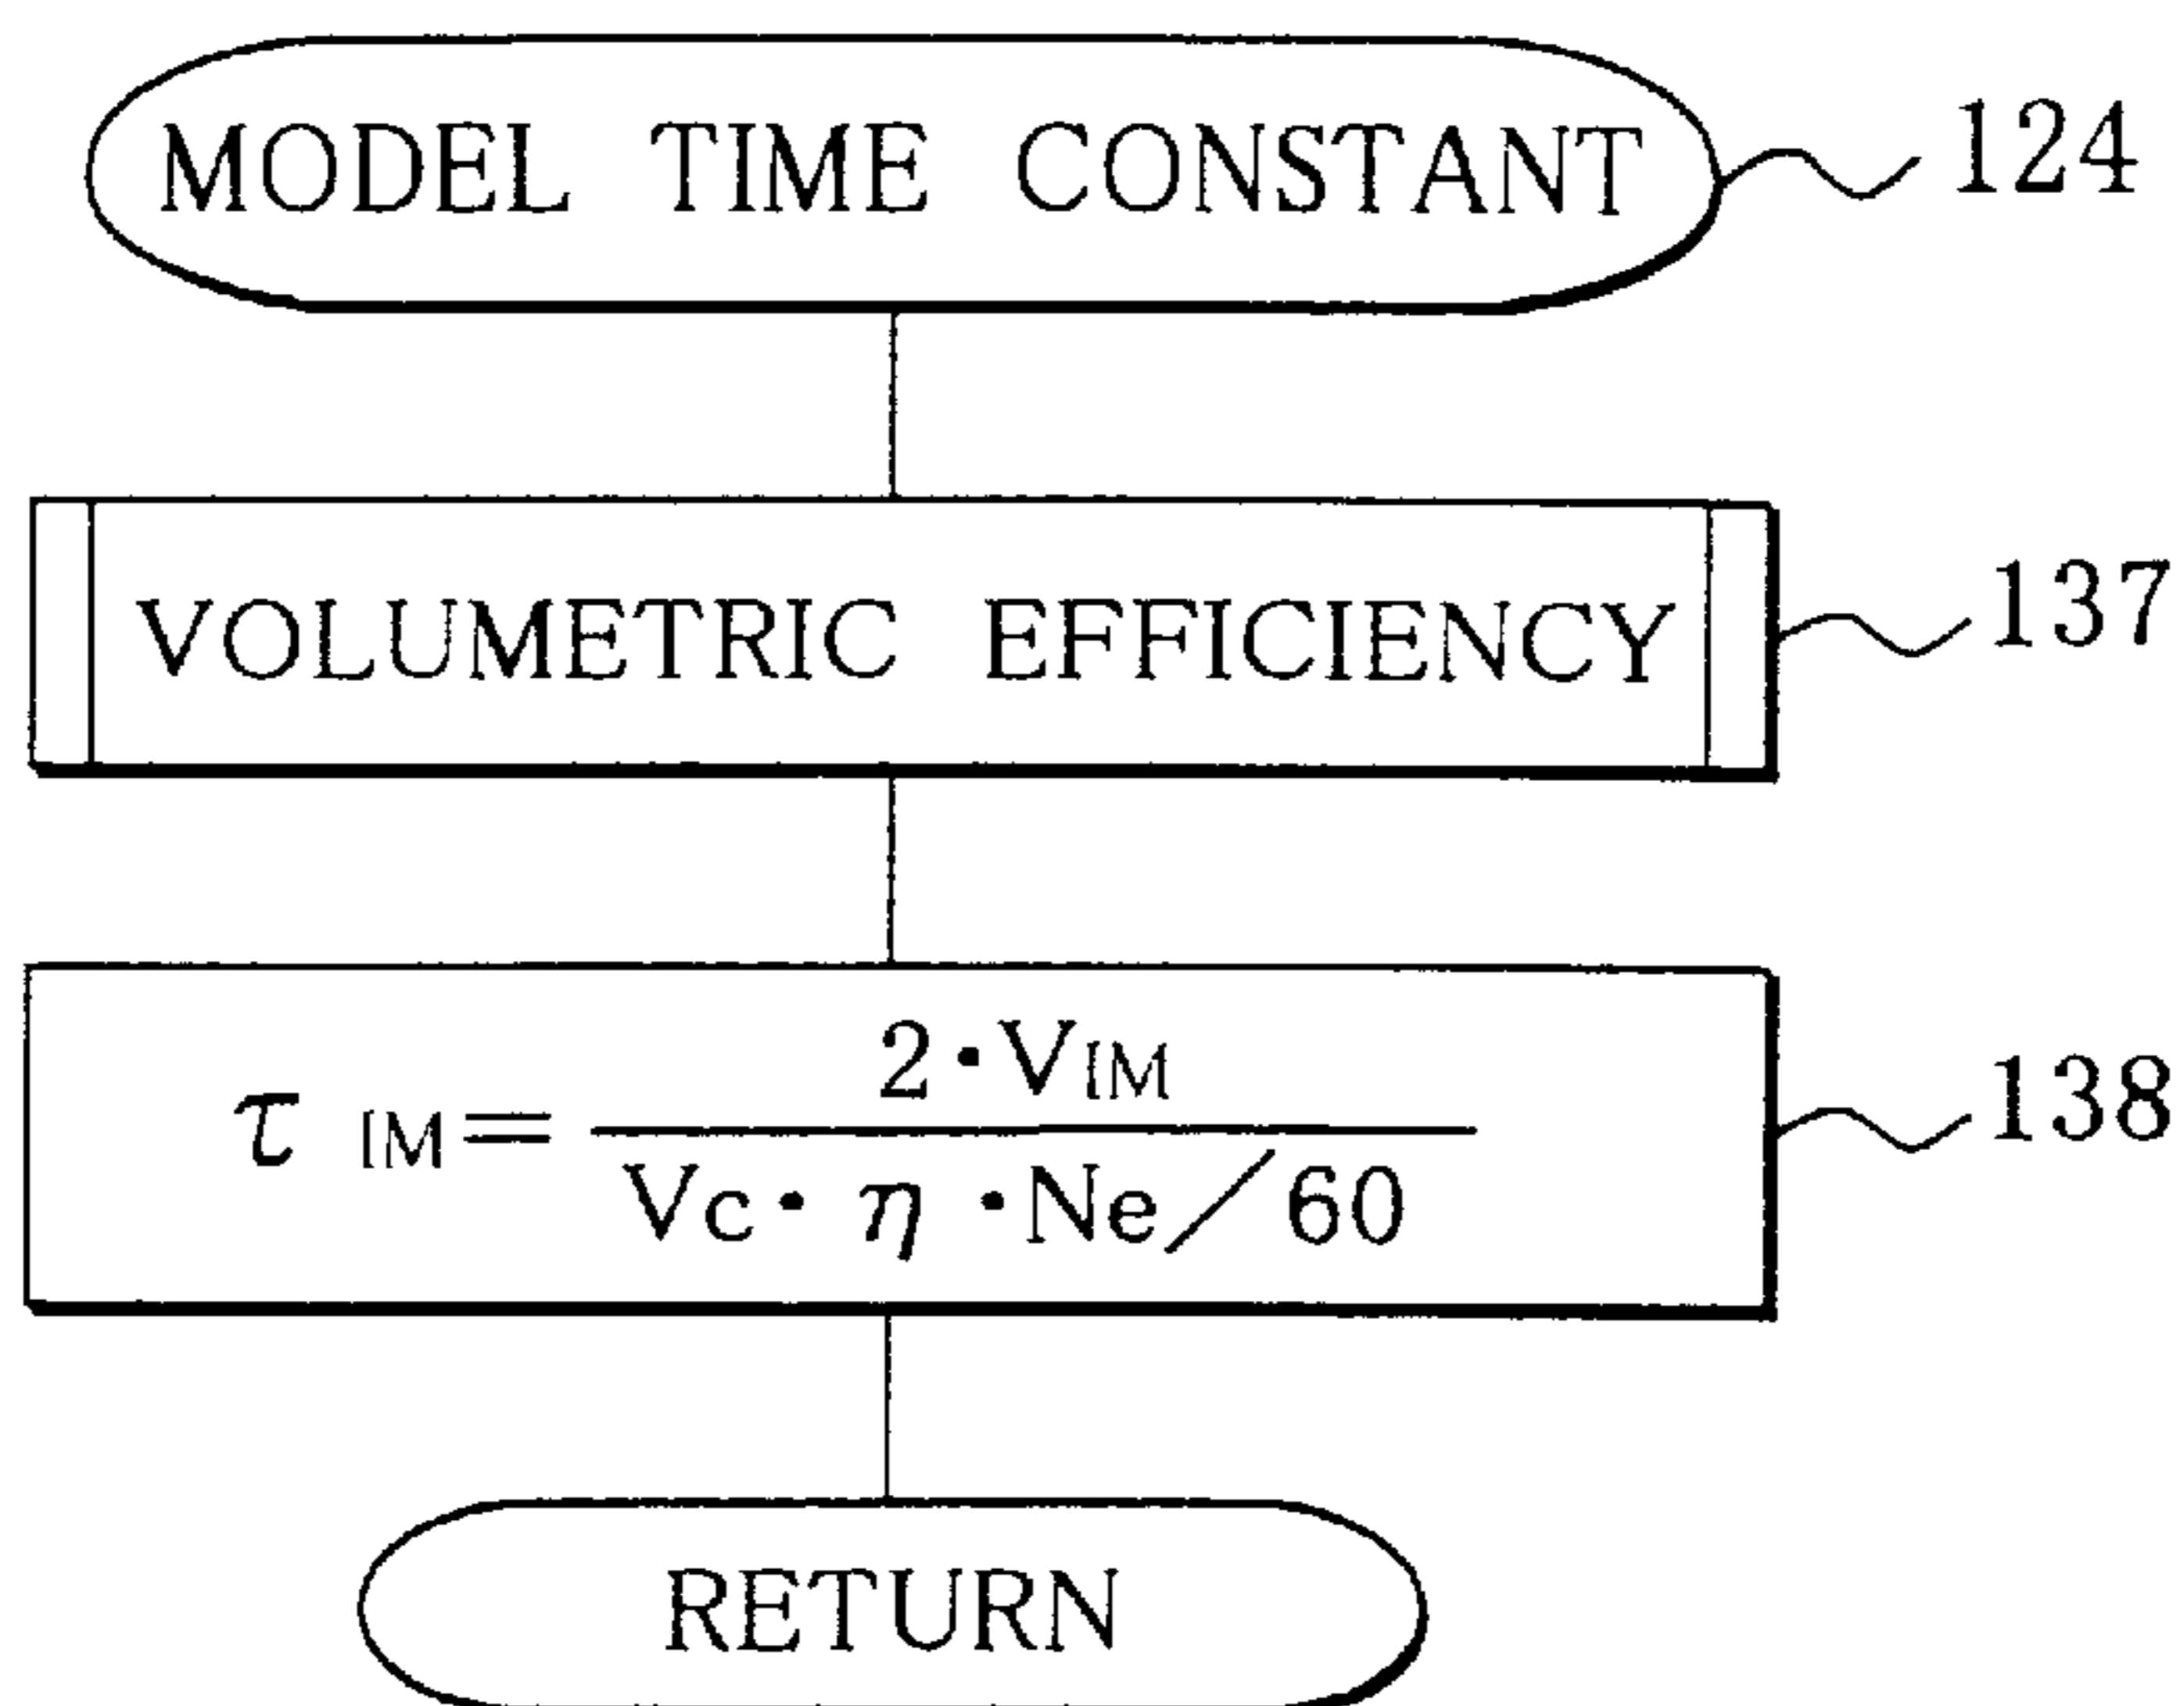 MODEL TIME CONSTANT 124
VOLUMETRIC EFFICIENCY 137
τ IM = 2・VIM / Vc・η・Ne/60 138
RETURN